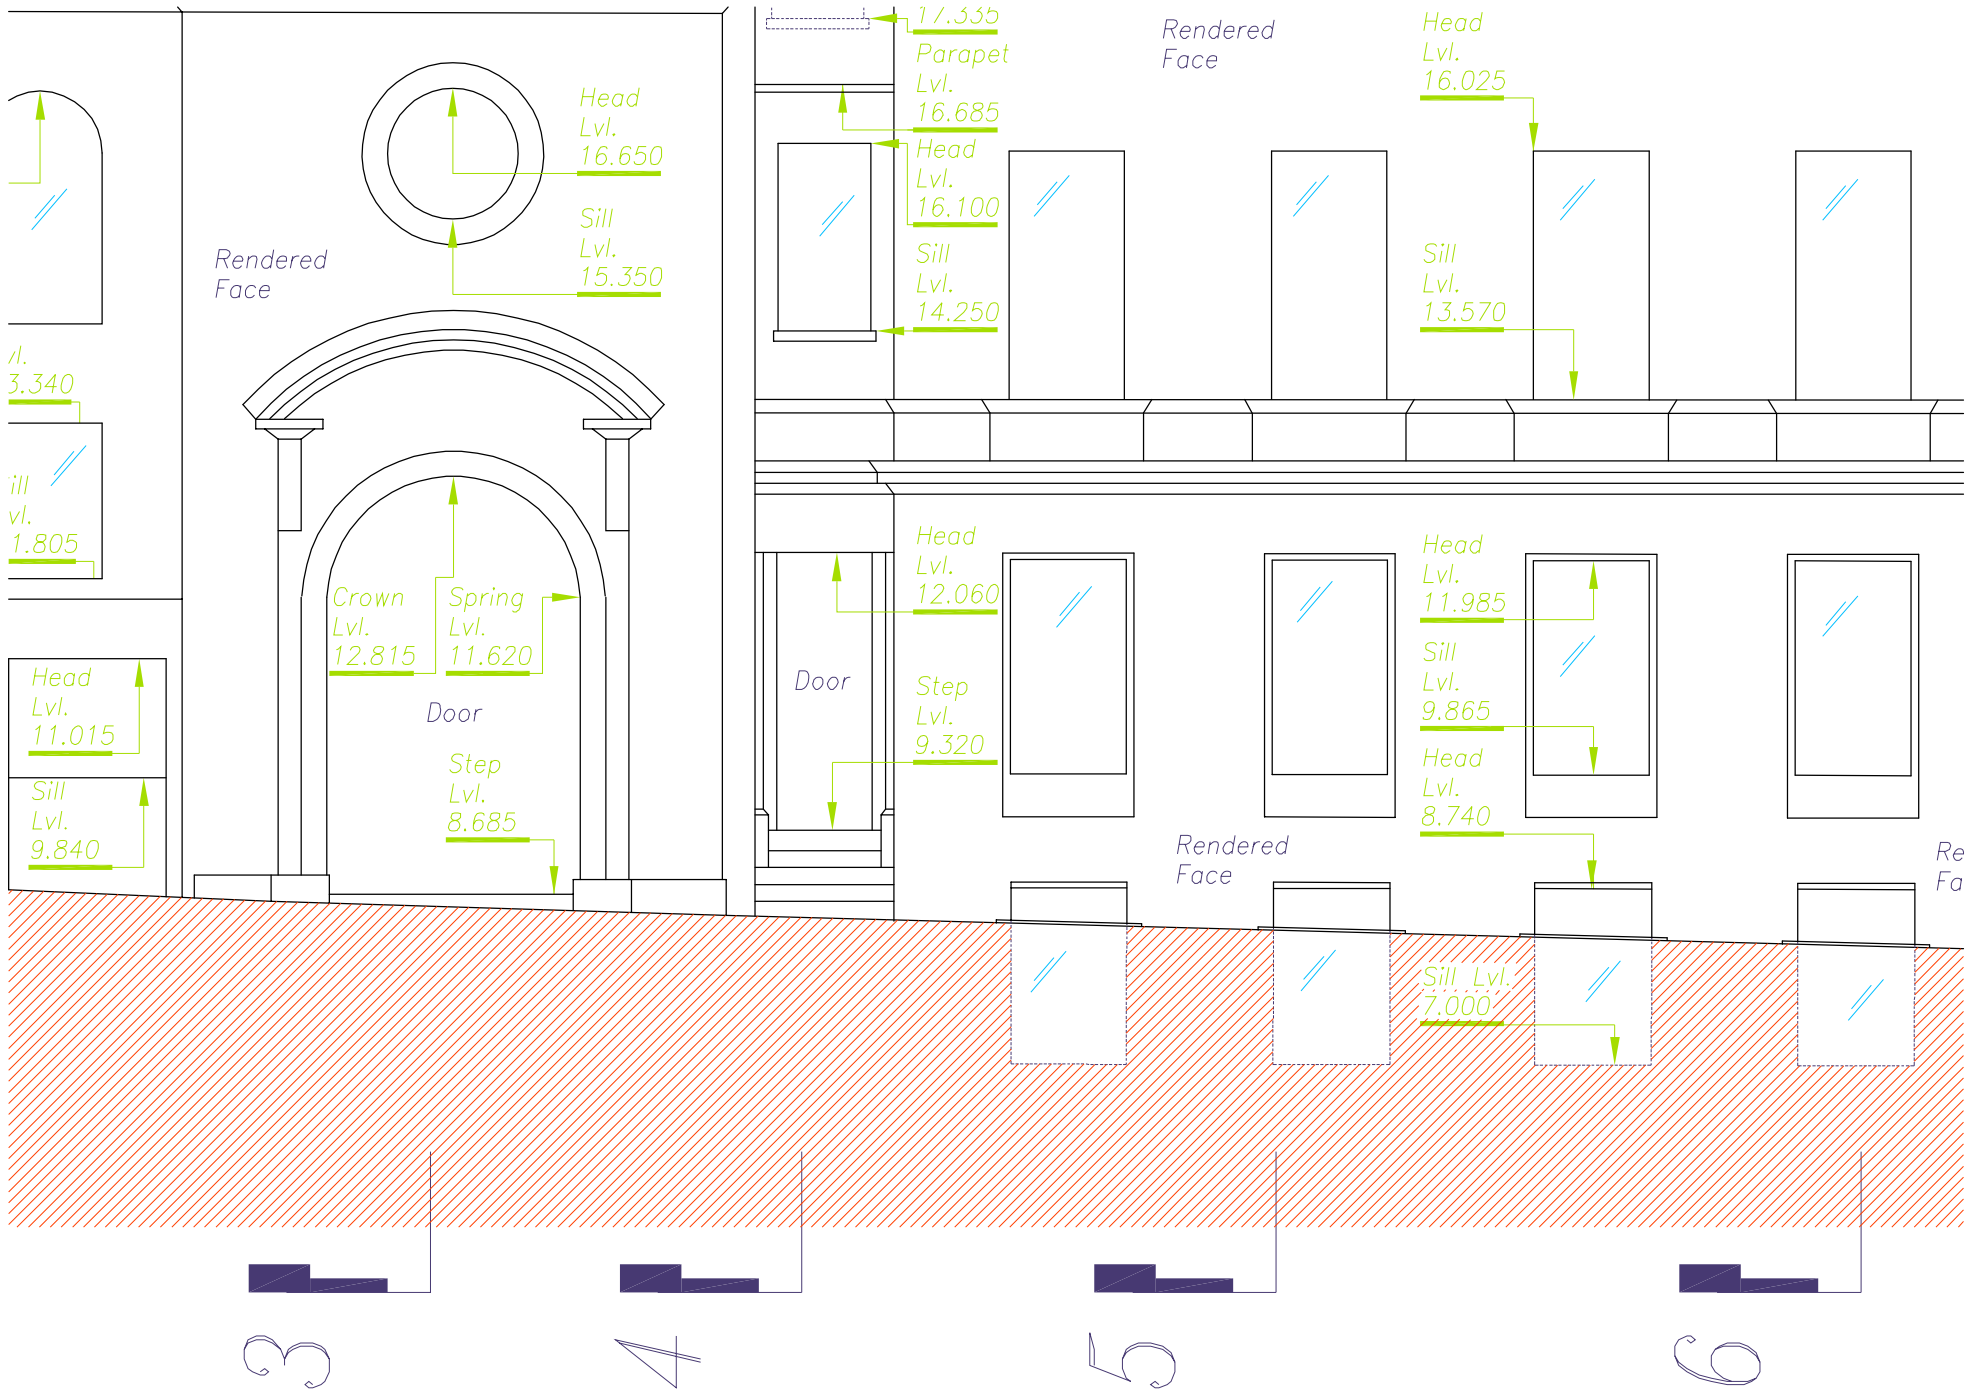 17.335
Parapet
Lvl.
16.685
Head
Lvl.
16.100
Sill
Lvl.
14.250
Rendered
Face
Head
Lvl.
16.025
Sill
Lvl.
13.570
Head
Lvl.
16.650
Sill
Lvl.
15.350
Rendered
Face
3.340
1.805
Crown
Lvl.
12.815
Spring
Lvl.
11.620
Door
Step
Lvl.
8.685
Head
Lvl.
11.015
Sill
Lvl.
9.840
Door
Head
Lvl.
12.060
Step
Lvl.
9.320
Head
Lvl.
11.985
Sill
Lvl.
9.865
Head
Lvl.
8.740
Rendered
Face
Re
Fa
Sill Lvl.
7.000
3
4
5
6